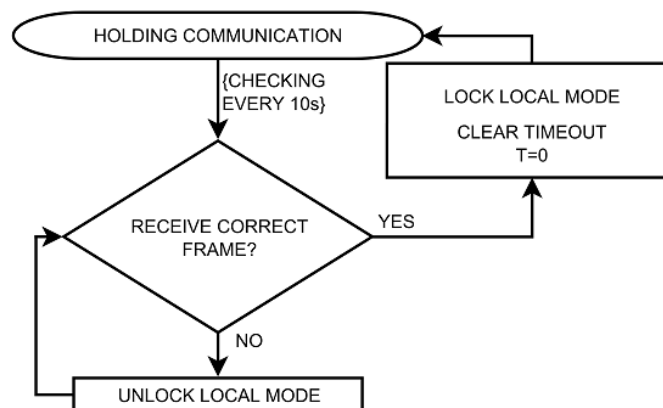 HOLDING COMMUNICATION
{CHECKING
EVERY 10s}
LOCK LOCAL MODE
CLEAR TIMEOUT
T=0
RECEIVE CORRECT
FRAME?
YES
NO
UNLOCK LOCAL MODE